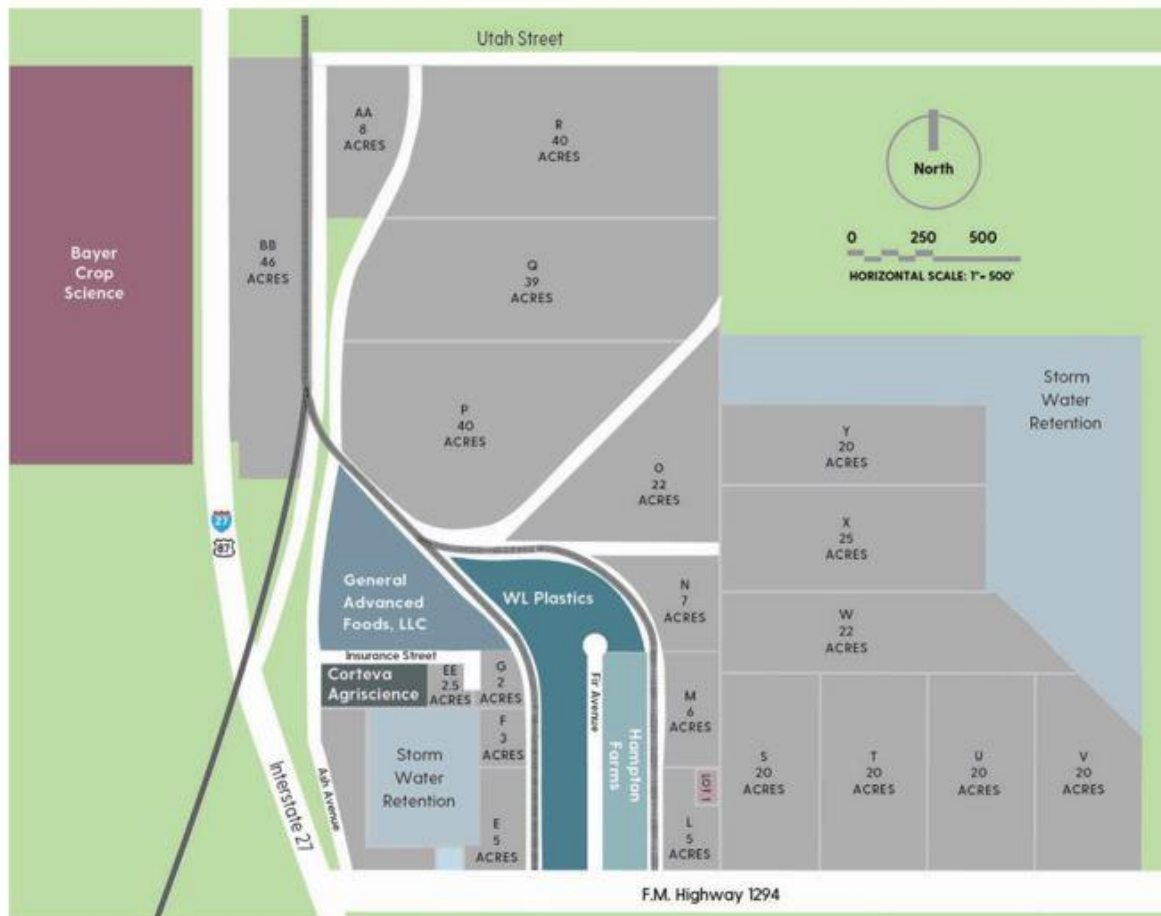 Utah Street
AA
8
ACRES
R
40
ACRES
North
0 250 500
HORIZONTAL SCALE: 1"= 500'
Bayer
Crop
Science
BB
46
ACRES
Q
39
ACRES
P
40
ACRES
O
22
ACRES
Storm
Water
Retention
Y
20
ACRES
X
25
ACRES
W
22
ACRES
27
87
General
Advanced
Foods, LLC
WL Plastics
N
7
ACRES
Insurance Street
Corteva
Agriscience
EE
2.5
ACRES
G
2
ACRES
F
3
ACRES
Fir Avenue
Hampton
Farms
M
6
ACRES
Storm
Water
Retention
S
20
ACRES
T
20
ACRES
U
20
ACRES
V
20
ACRES
Interstate 27
Ash Avenue
E
5
ACRES
LOT 1
L
5
ACRES
F.M. Highway 1294